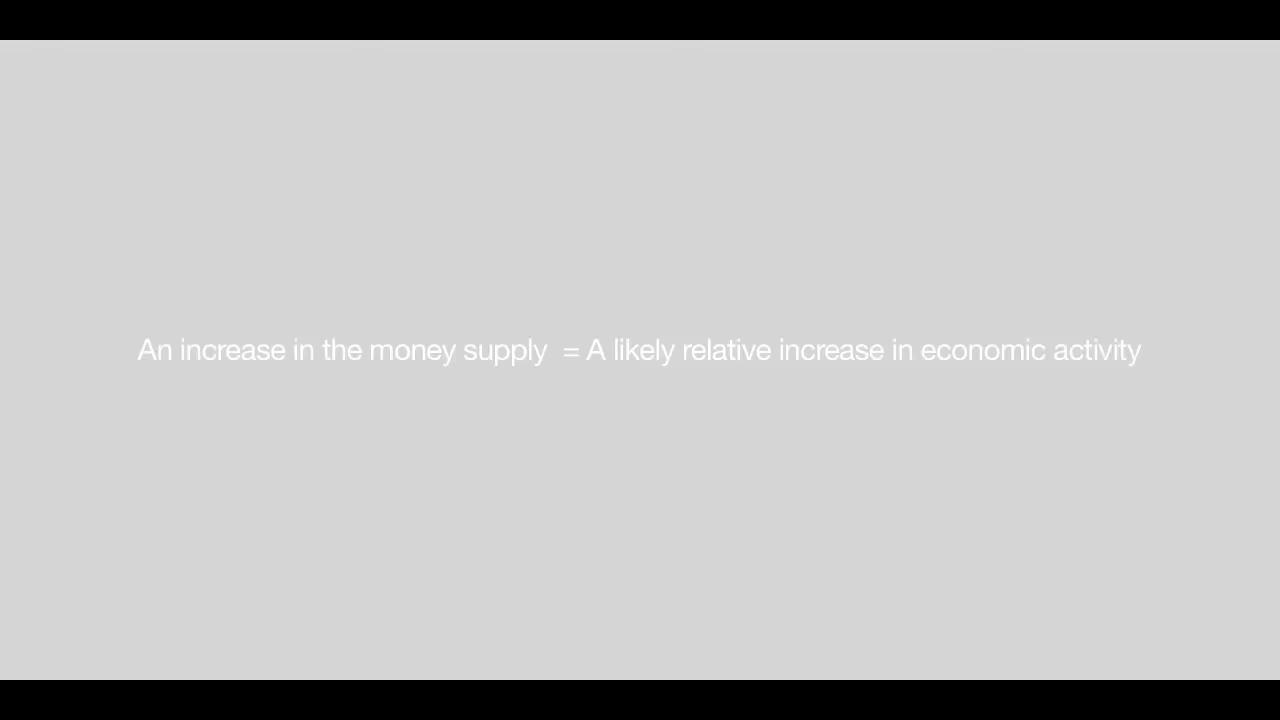 An increase in the money supply  = A likely relative increase in economic activity